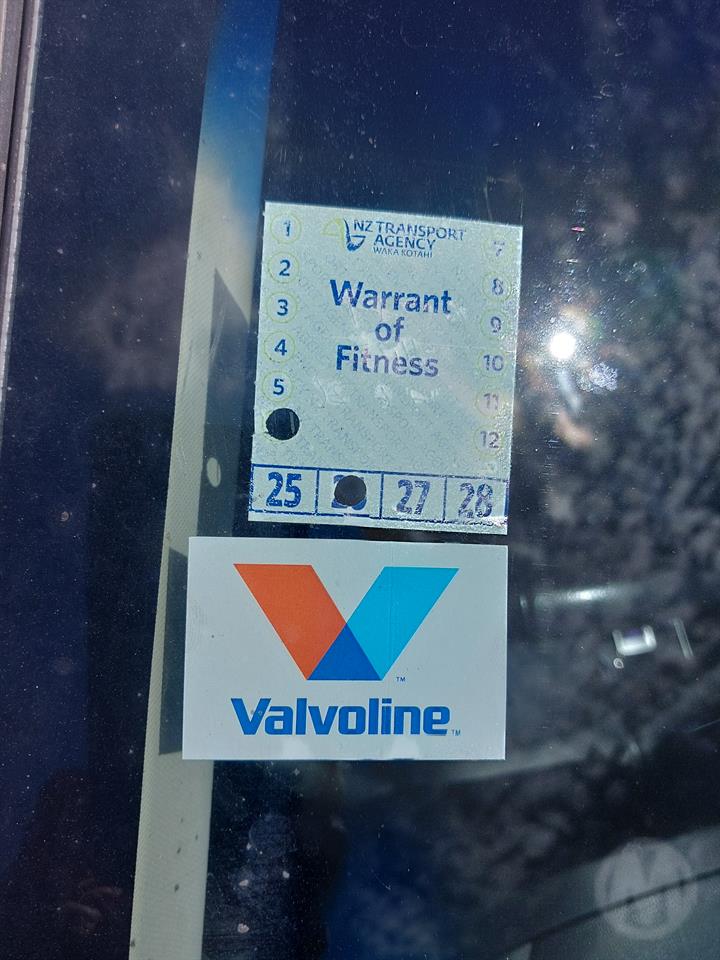 NZ TRANSPORT
AGENCY
WAKA KOTAHI
1
2
3
4
5
7
8
9
10
11
12
Warrant
of
Fitness
25 27 28
Valvoline™